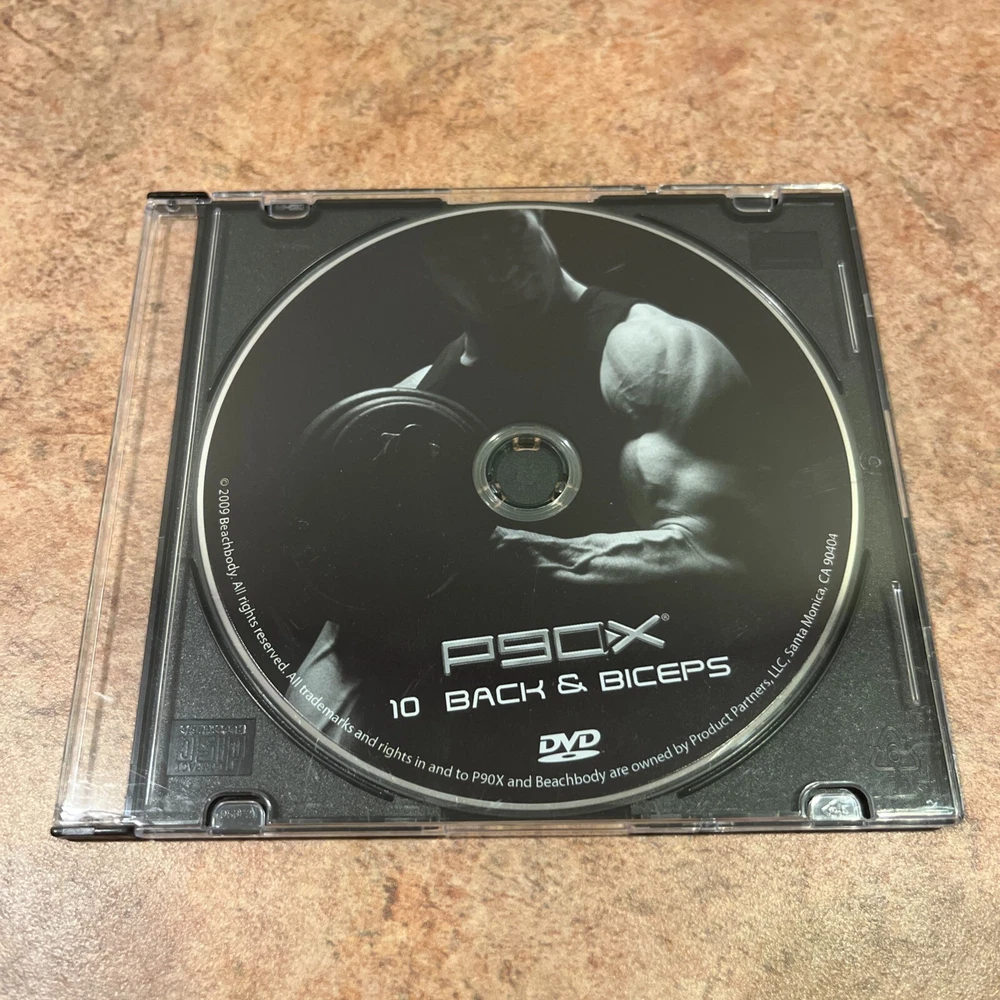 P90X®
10 BACK & BICEPS
DVD
© 2009 Beachbody. All rights reserved. All trademarks and rights in and to P90X and Beachbody are owned by Product Partners, LLC, Santa Monica, CA 90404